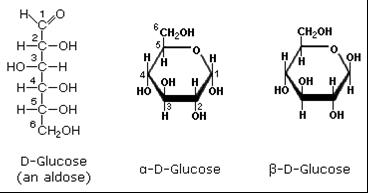 H 1 O
C
2
H–C–OH
3
HO–C–H
4
H–C–OH
5
H–C–OH
6
CH₂OH
D-Glucose
(an aldose)
6 CH₂OH
5 O
H H H
4 1
OH H
HO OH
3 2
H OH
α-D-Glucose
CH₂OH
O
H H OH
OH H
HO H
H OH
β-D-Glucose